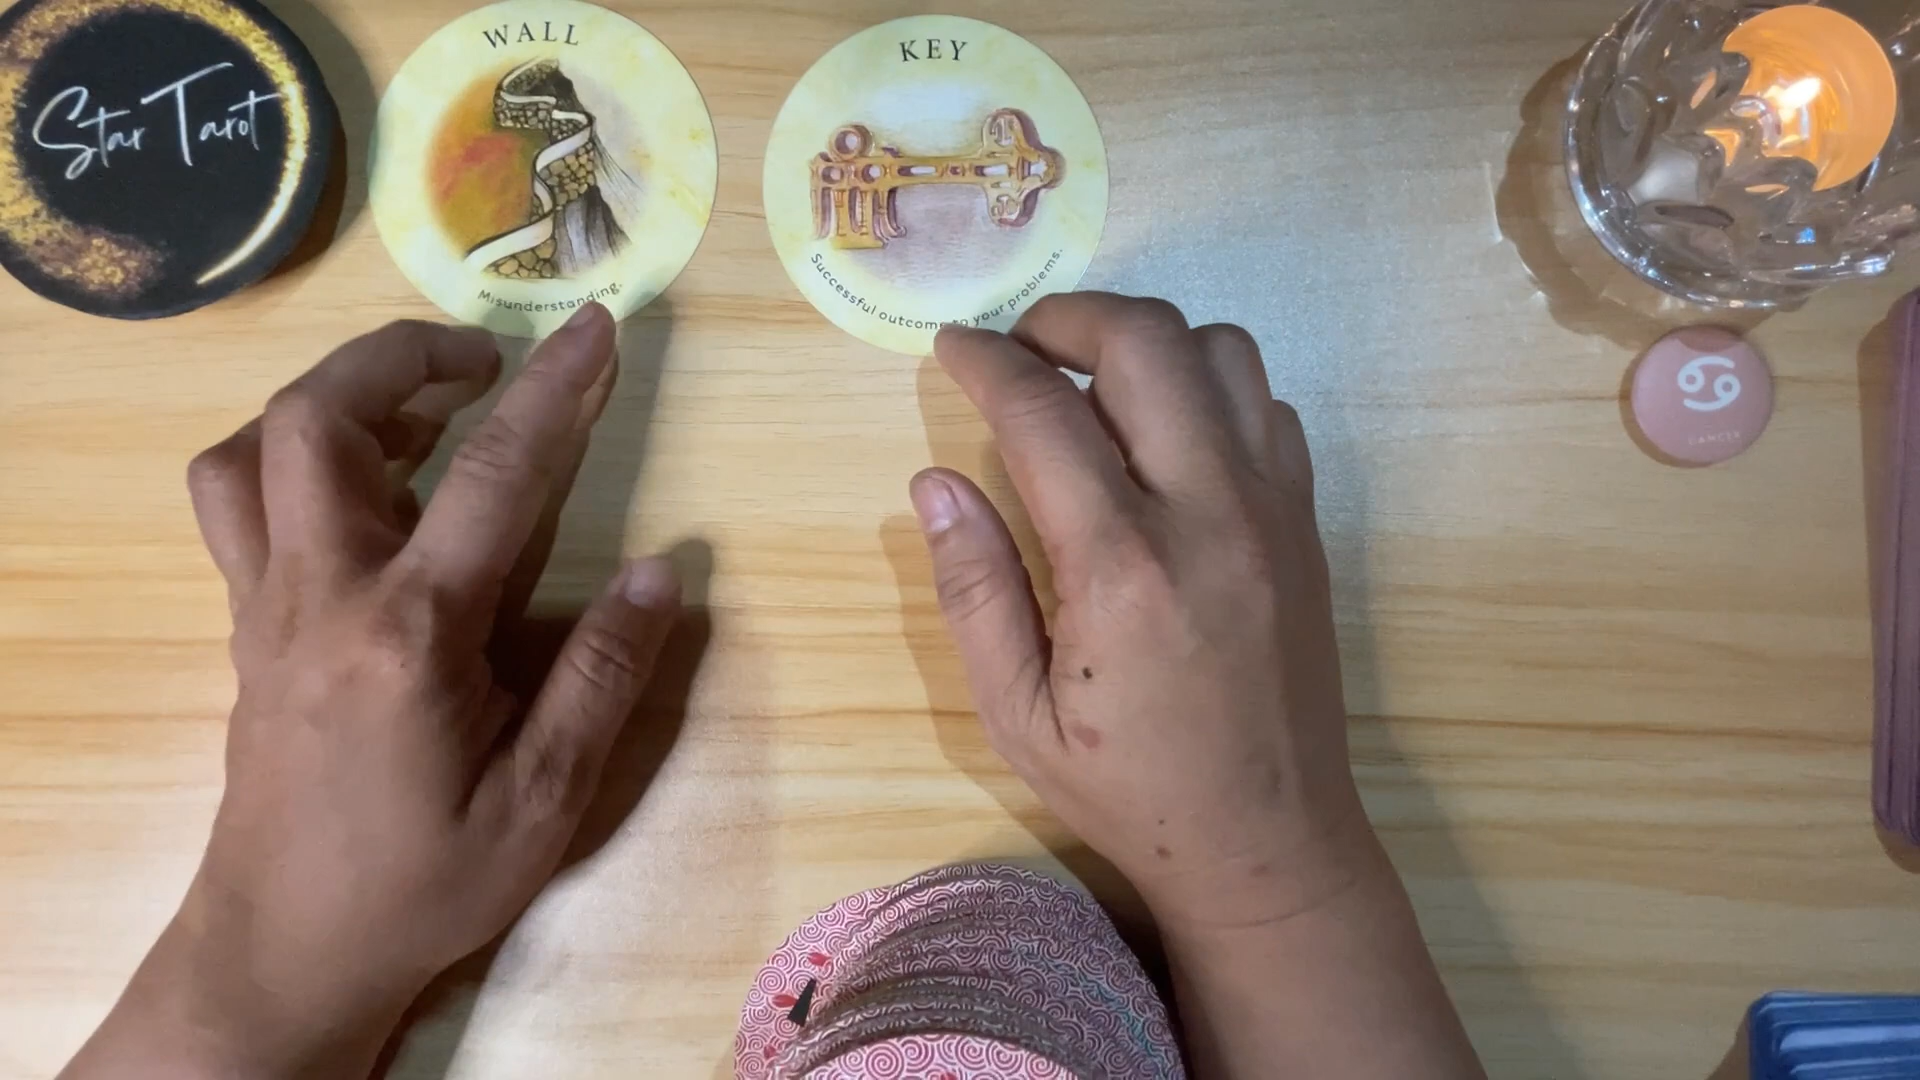 Star Tarot
WALL
Misunderstanding.
KEY
Successful outcome to your problems.
CANCER